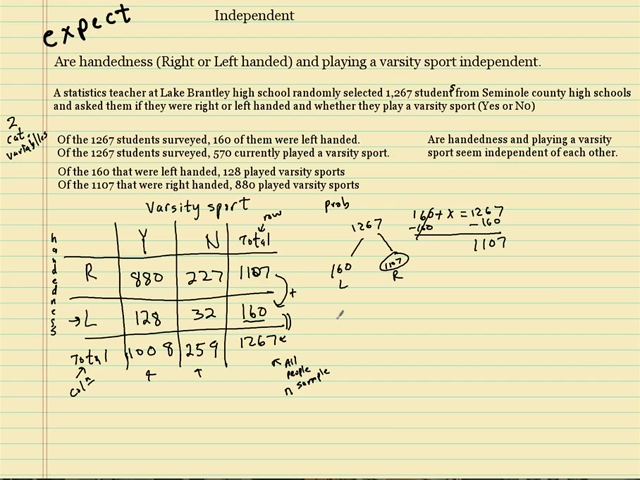 expect
Independent
Are handedness (Right or Left handed) and playing a varsity sport independent.
A statistics teacher at Lake Brantley high school randomly selected 1,267 students from Seminole county high schools
and asked them if they were right or left handed and whether they play a varsity sport (Yes or No)
2
cat.
variables
Of the 1267 students surveyed, 160 of them were left handed.
Of the 1267 students surveyed, 570 currently played a varsity sport.
Are handedness and playing a varsity
sport seem independent of each other.
Of the 160 that were left handed, 128 played varsity sports
Of the 1107 that were right handed, 880 played varsity sports
Varsity sport
row
handedness
Y N Total
R 880 227 1107
+
→ L 128 32 160
Total 1008 259 1267
coln
All
people
n sample
prob
1267
160 1107
L R
160 + x = 1267
-160 -160
1107